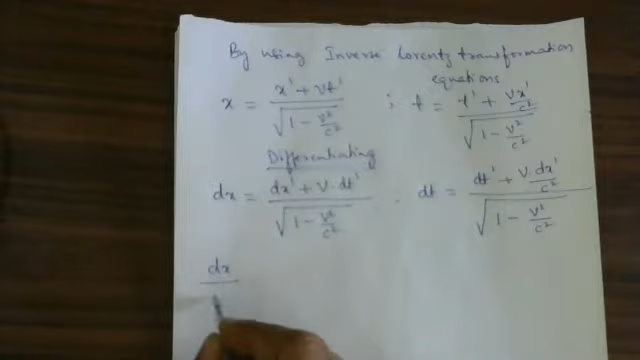 By using Inverse Lorentz transformation
equations
x = x' + vt' / √(1 - v²/c²) ; t = t' + vx'/c² / √(1 - v²/c²)
Differentiating
dx = dx' + v.dt' / √(1 - v²/c²) . dt = dt' + v.dx'/c² / √(1 - v²/c²)
dx